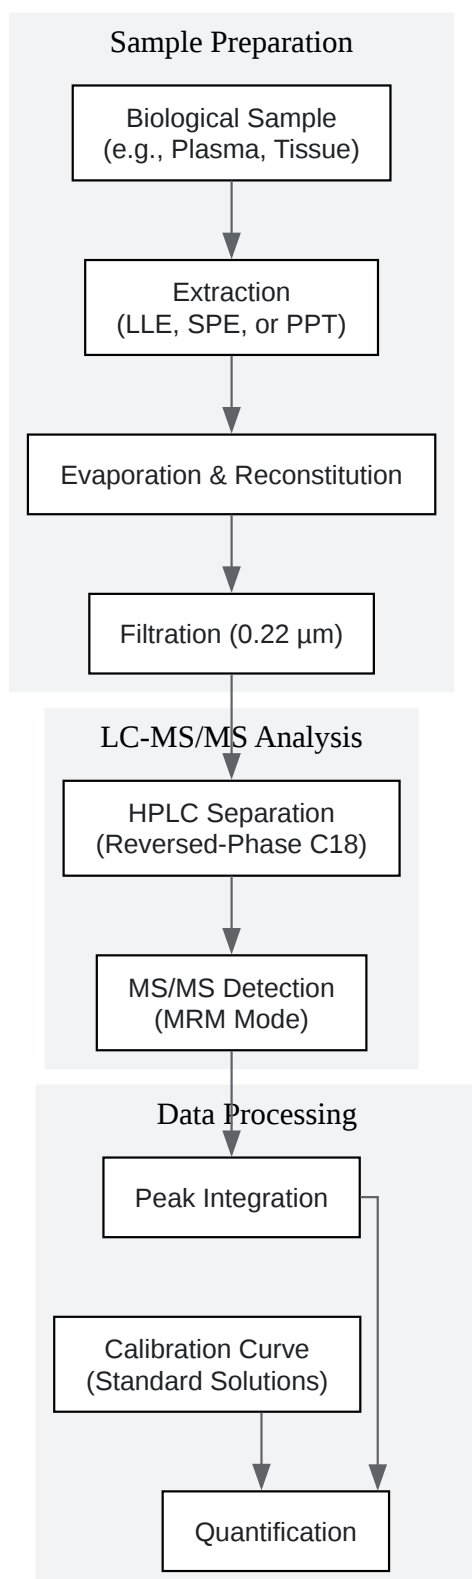 Sample Preparation
Biological Sample
(e.g., Plasma, Tissue)
Extraction
(LLE, SPE, or PPT)
Evaporation & Reconstitution
Filtration (0.22 µm)
LC-MS/MS Analysis
HPLC Separation
(Reversed-Phase C18)
MS/MS Detection
(MRM Mode)
Data Processing
Peak Integration
Calibration Curve
(Standard Solutions)
Quantification